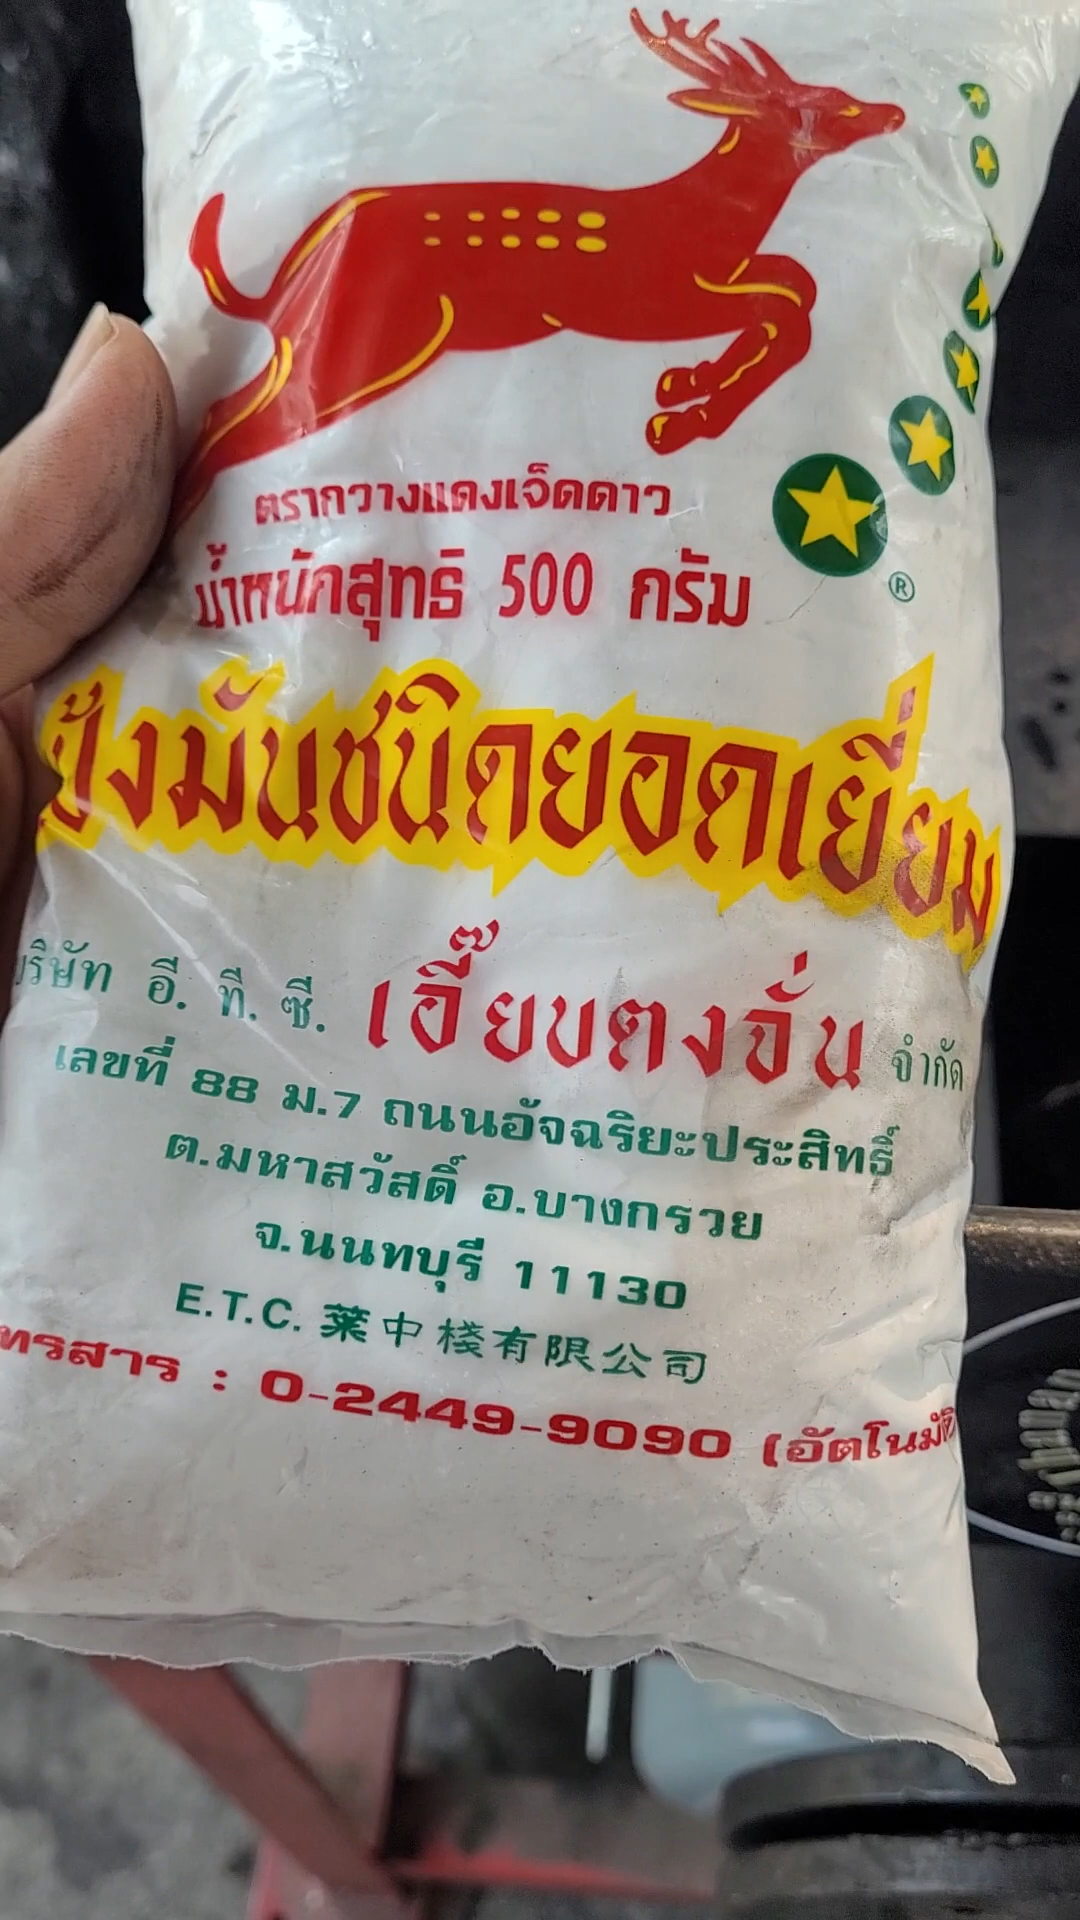 ตรากวางแดงเจ็ดดาว
®
น้ำหนักสุทธิ 500 กรัม
แป้งมันชนิดยอดเยี่ยม
บริษัท อี. ที. ซี. เอี๊ยบตงจั่น จำกัด
เลขที่ 88 ม.7 ถนนอัจฉริยะประสิทธิ์
ต.มหาสวัสดิ์ อ.บางกรวย
จ.นนทบุรี 11130
E.T.C. 葉中棧有限公司
ทรสาร : 0-2449-9090 (อัตโนมัติ